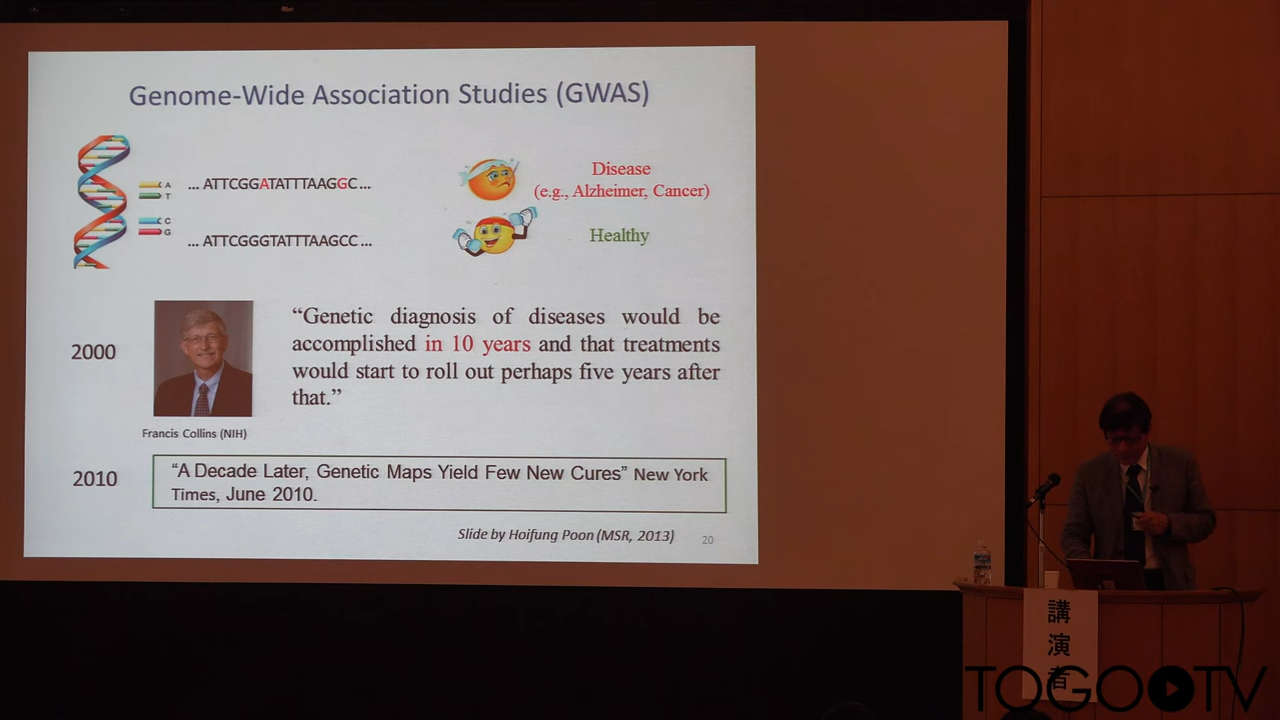 Genome-Wide Association Studies (GWAS)
A
T
C
G
... ATTCGGATATTTAAGGC ...
... ATTCGGGTATTTAAGCC ...
Disease
(e.g., Alzheimer, Cancer)
Healthy
2000
Francis Collins (NIH)
“Genetic diagnosis of diseases would be
accomplished in 10 years and that treatments
would start to roll out perhaps five years after
that.”
2010
“A Decade Later, Genetic Maps Yield Few New Cures” New York
Times, June 2010.
Slide by Hoifung Poon (MSR, 2013)
20
講
演
者
TOGOTV